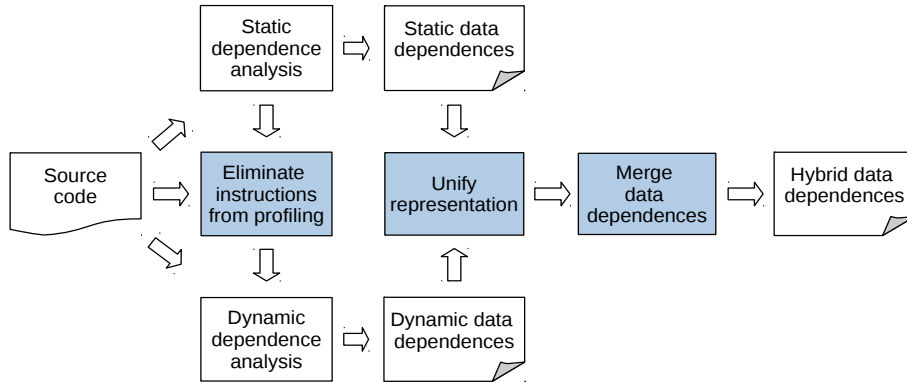 Static
dependence
analysis
Static data
dependences
Source
code
Eliminate
instructions
from profiling
Unify
representation
Merge
data
dependences
Hybrid data
dependences
Dynamic
dependence
analysis
Dynamic data
dependences